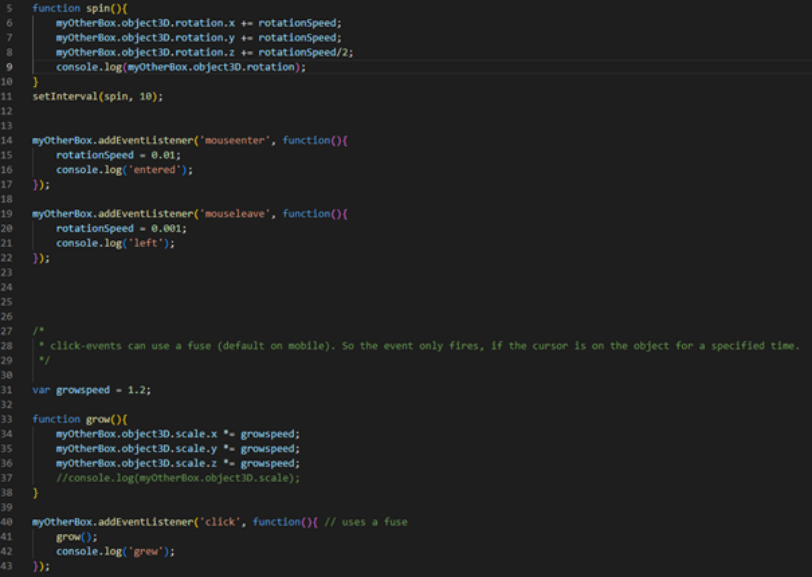 5 function spin(){
6 myOtherBox.object3D.rotation.x += rotationSpeed;
7 myOtherBox.object3D.rotation.y += rotationSpeed;
8 myOtherBox.object3D.rotation.z += rotationSpeed/2;
9 console.log(myOtherBox.object3D.rotation);
10 }
11 setInterval(spin, 10);
12
13
14 myOtherBox.addEventListener('mouseenter', function(){
15 rotationSpeed = 0.01;
16 console.log('entered');
17 });
18
19 myOtherBox.addEventListener('mouseleave', function(){
20 rotationSpeed = 0.001;
21 console.log('left');
22 });
23
24
25
26
27 /*
28 * click-events can use a fuse (default on mobile). So the event only fires, if the cursor is on the object for a specified time.
29 */
30
31 var growspeed = 1.2;
32
33 function grow(){
34 myOtherBox.object3D.scale.x *= growspeed;
35 myOtherBox.object3D.scale.y *= growspeed;
36 myOtherBox.object3D.scale.z *= growspeed;
37 //console.log(myOtherBox.object3D.scale);
38 }
39
40 myOtherBox.addEventListener('click', function(){ // uses a fuse
41 grow();
42 console.log('grew');
43 });